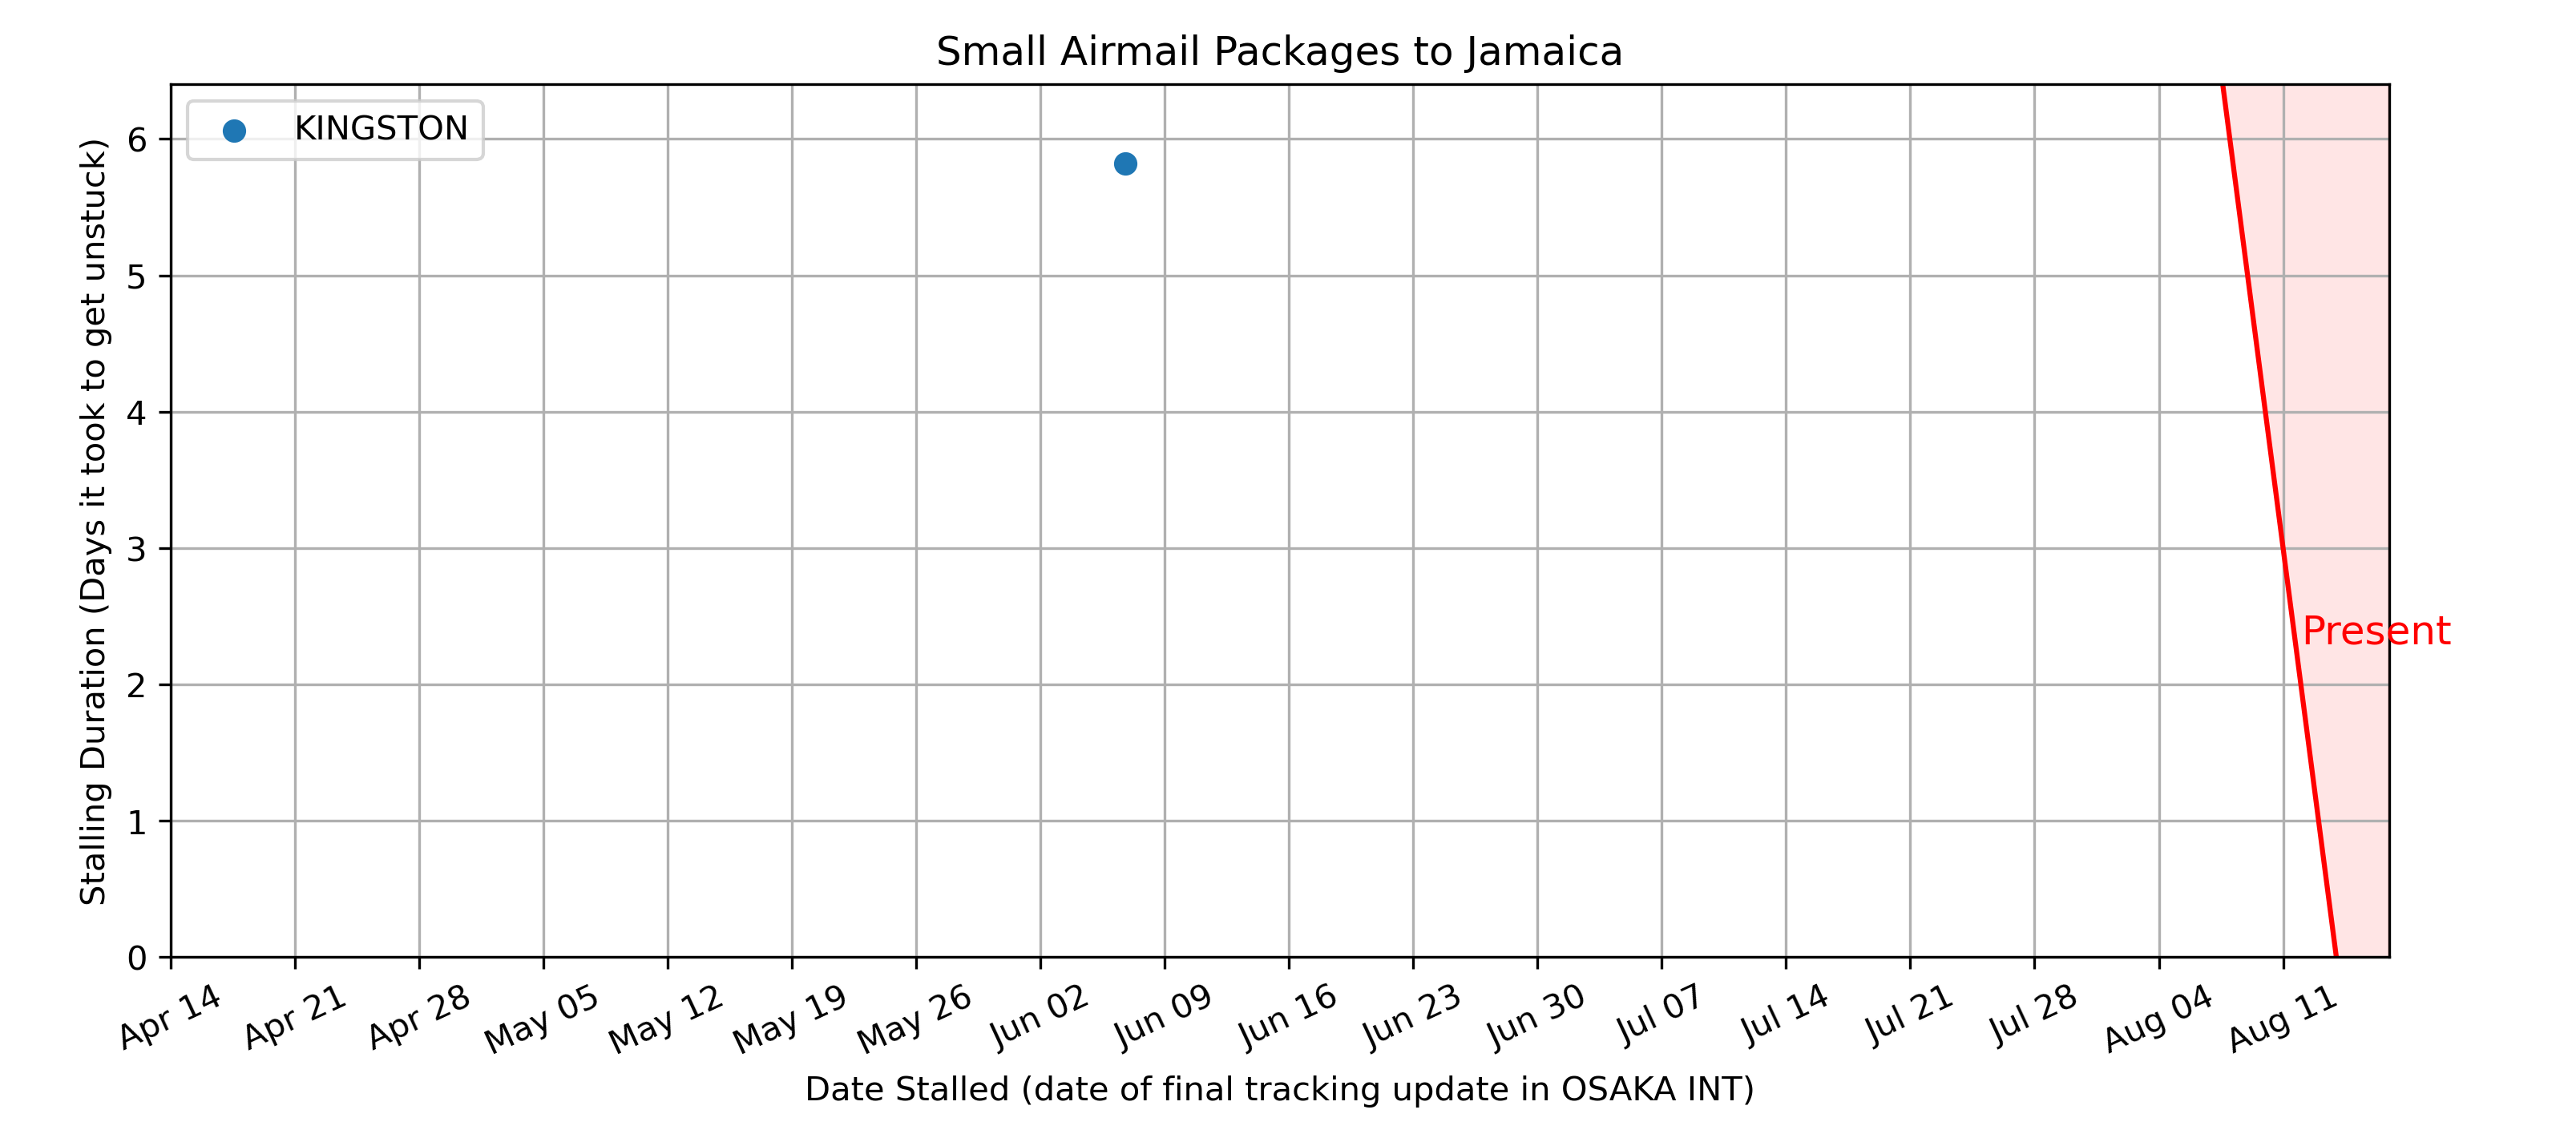 Small Airmail Packages to Jamaica
KINGSTON
Stalling Duration (Days it took to get unstuck)
6
5
4
3
2
1
0
Present
Apr 14
Apr 21
Apr 28
May 05
May 12
May 19
May 26
Jun 02
Jun 09
Jun 16
Jun 23
Jun 30
Jul 07
Jul 14
Jul 21
Jul 28
Aug 04
Aug 11
Date Stalled (date of final tracking update in OSAKA INT)